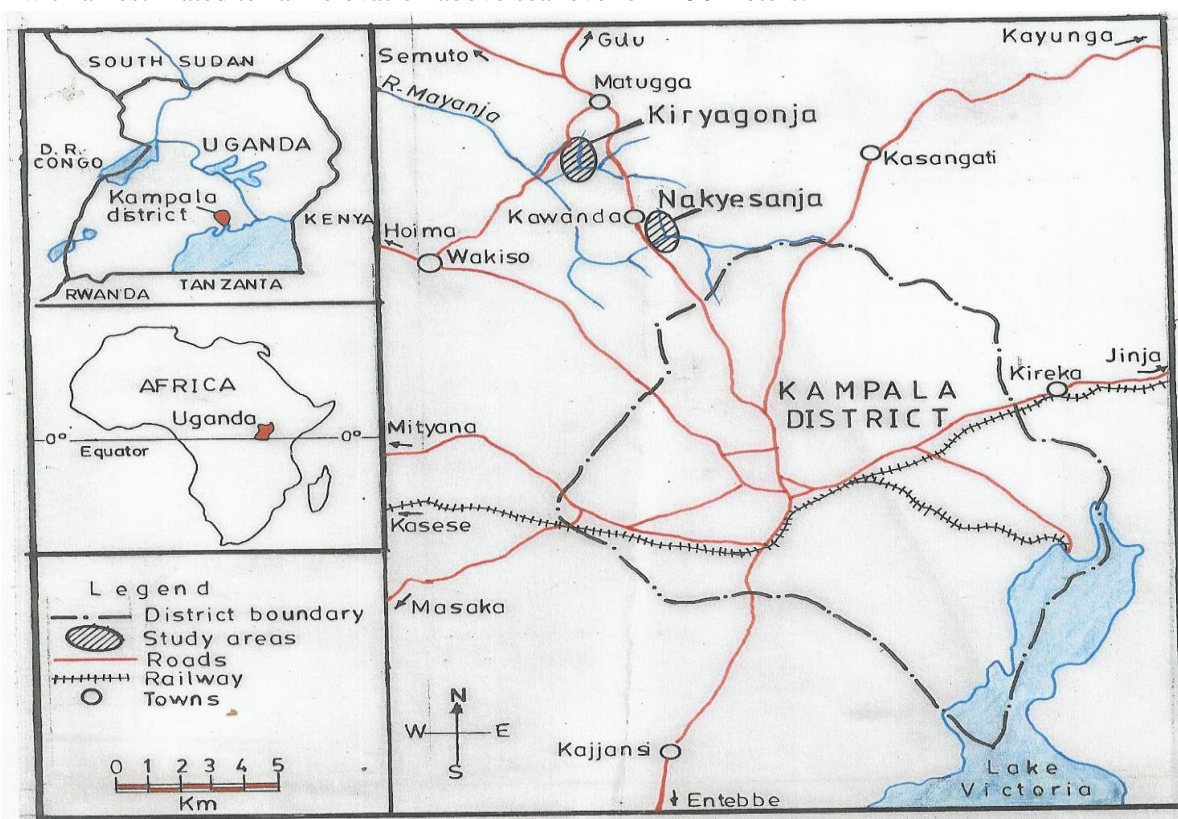 SOUTH SUDAN
D.R.
CONGO
UGANDA
Kampala
district
KENYA
RWANDA
TANZANTA
AFRICA
Uganda
0°
0°
Equator
Legend
District boundary
Study areas
Roads
Railway
Towns
0 1 2 3 4 5
Km
Semuto
Gulu
Kayunga
R. Mayanja
Matugga
Kiryagonja
Kasangati
Nakyesanja
Kawanda
Hoima
Wakiso
Jinja
Kireka
KAMPALA
DISTRICT
Mityana
Kasese
Masaka
N
W E
S
Kajjansi
Entebbe
Lake
Victoria